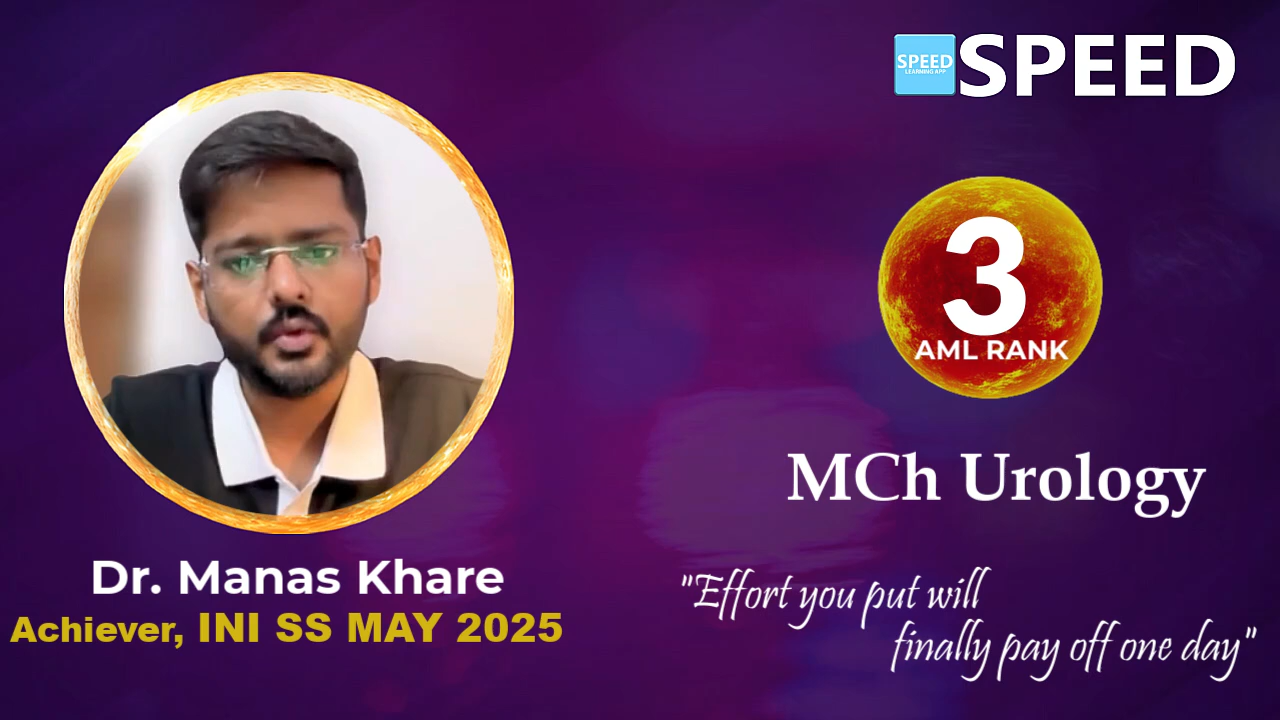 SPEED
LEARNING APP
SPEED
3
AML RANK
MCh Urology
Dr. Manas Khare
Achiever, INI SS MAY 2025
"Effort you put will
finally pay off one day"